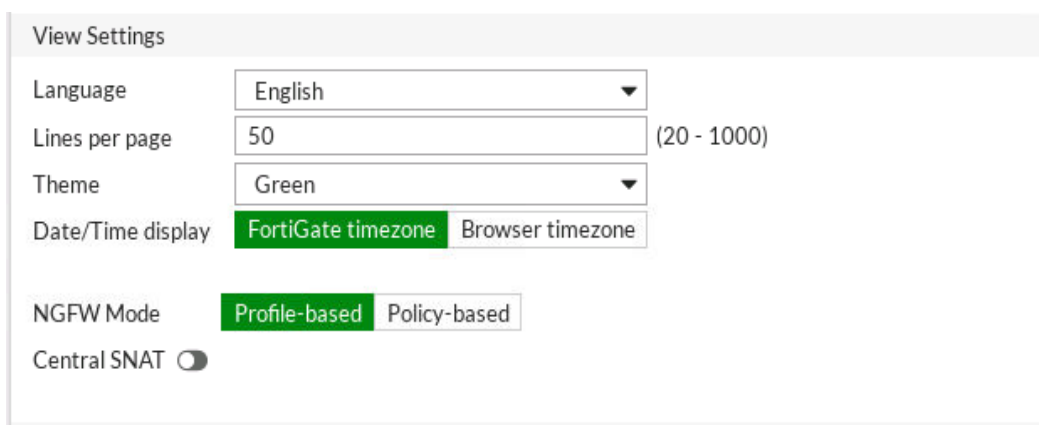 View Settings
Language English
Lines per page 50 (20 - 1000)
Theme Green
Date/Time display FortiGate timezone Browser timezone
NGFW Mode Profile-based Policy-based
Central SNAT